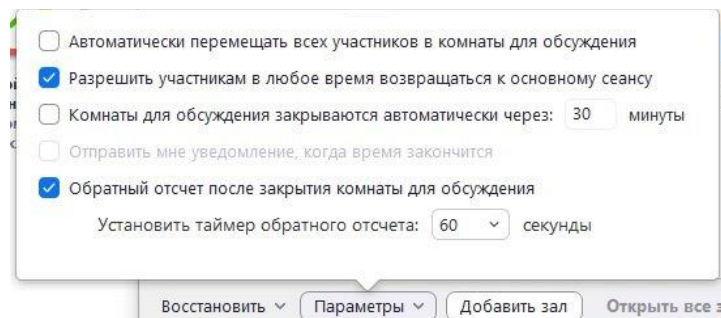 Автоматически перемещать всех участников в комнаты для обсуждения
Разрешить участникам в любое время возвращаться к основному сеансу
Комнаты для обсуждения закрываются автоматически через: 30 минуты
Отправить мне уведомление, когда время закончится
Обратный отсчет после закрытия комнаты для обсуждения
Установить таймер обратного отсчета: 60 секунды
Восстановить Параметры Добавить зал Открыть все